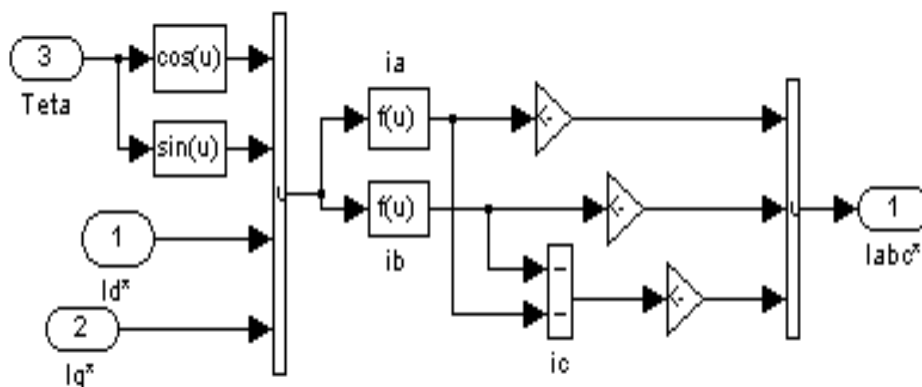 3
Teta
cos(u)
sin(u)
1
Id*
2
Iq*
ia
f(u)
f(u)
ib
ic
1
Iabc*